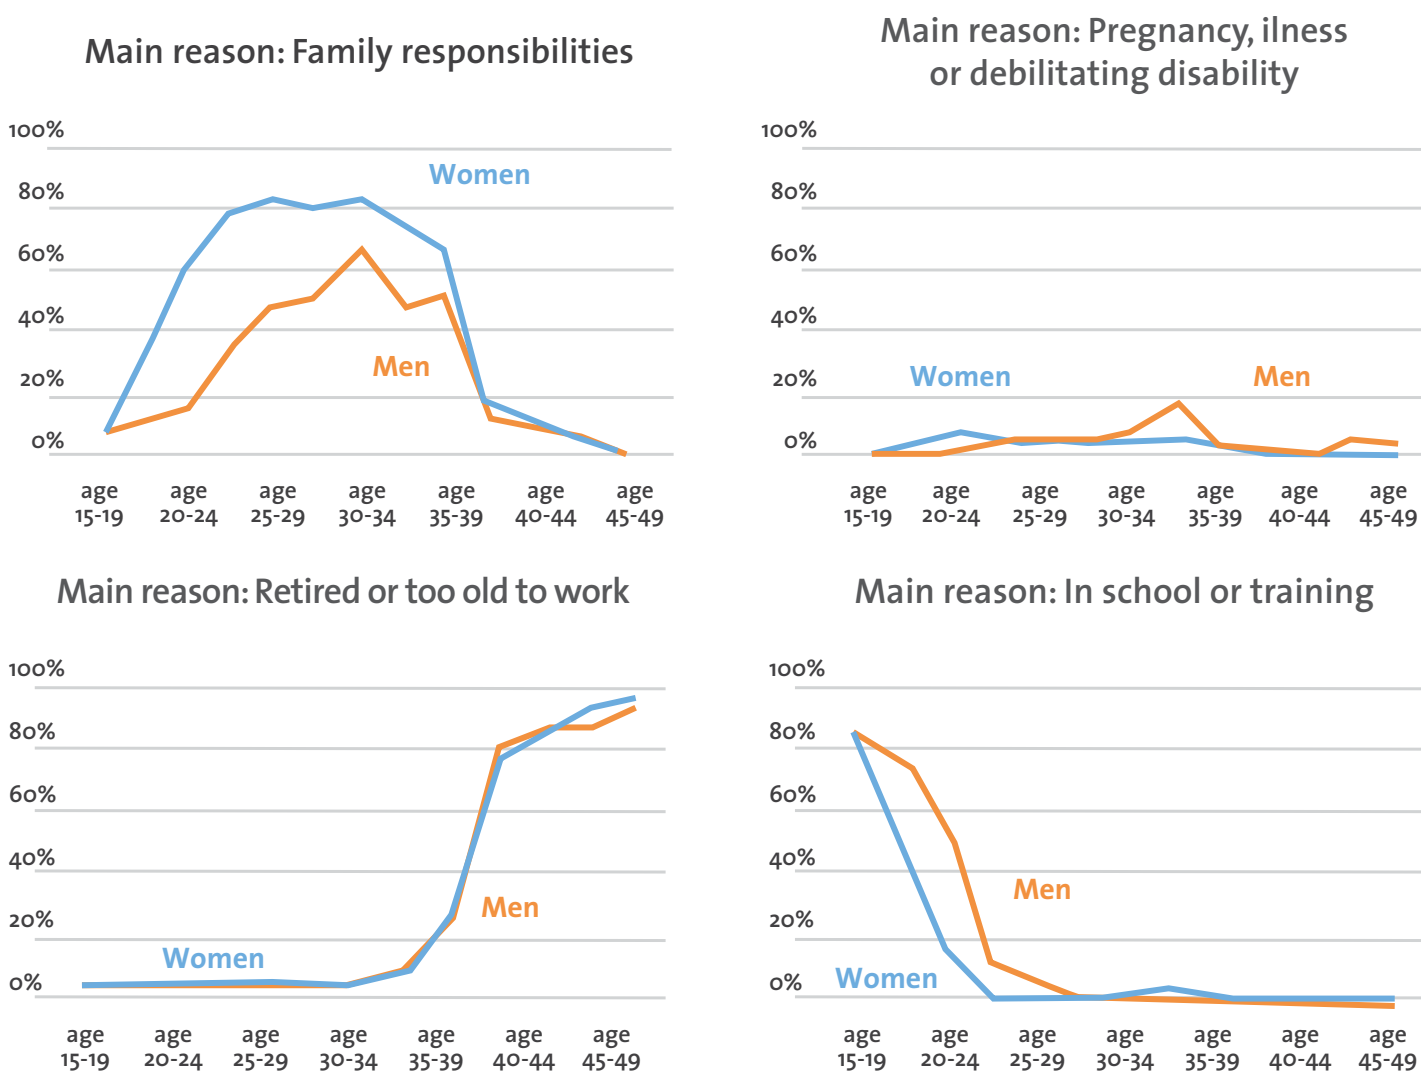 Main reason: Family responsibilities
100%
80%
60%
40%
20%
0%
Women
Men
age age age age age age age
15-19 20-24 25-29 30-34 35-39 40-44 45-49
Main reason: Pregnancy, ilness
or debilitating disability
100%
80%
60%
40%
20%
0%
Women
Men
age age age age age age age
15-19 20-24 25-29 30-34 35-39 40-44 45-49
Main reason: Retired or too old to work
100%
80%
60%
40%
20%
0%
Men
Women
age age age age age age age
15-19 20-24 25-29 30-34 35-39 40-44 45-49
Main reason: In school or training
100%
80%
60%
40%
20%
0%
Men
Women
age age age age age age age
15-19 20-24 25-29 30-34 35-39 40-44 45-49